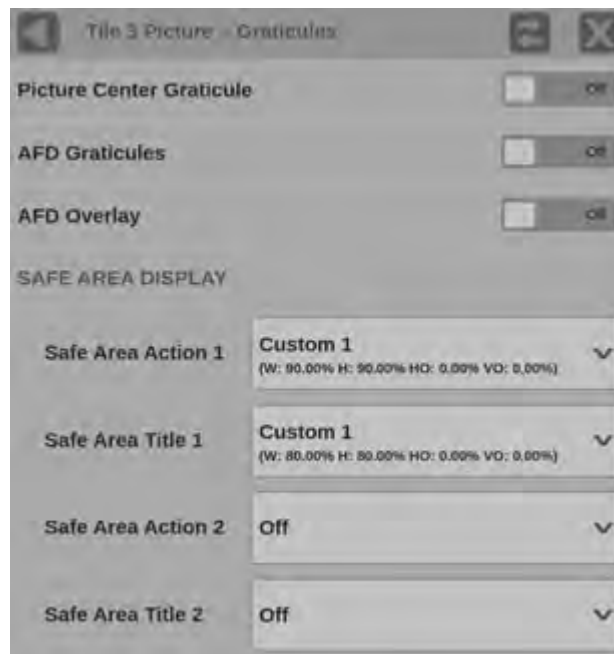 Tile 3 Picture - Graticules
Picture Center Graticule
Off
AFD Graticules
Off
AFD Overlay
Off
SAFE AREA DISPLAY
Safe Area Action 1
Custom 1
(W: 90.00% H: 90.00% HO: 0.00% VO: 0.00%)
Safe Area Title 1
Custom 1
(W: 80.00% H: 80.00% HO: 0.00% VO: 0.00%)
Safe Area Action 2
Off
Safe Area Title 2
Off